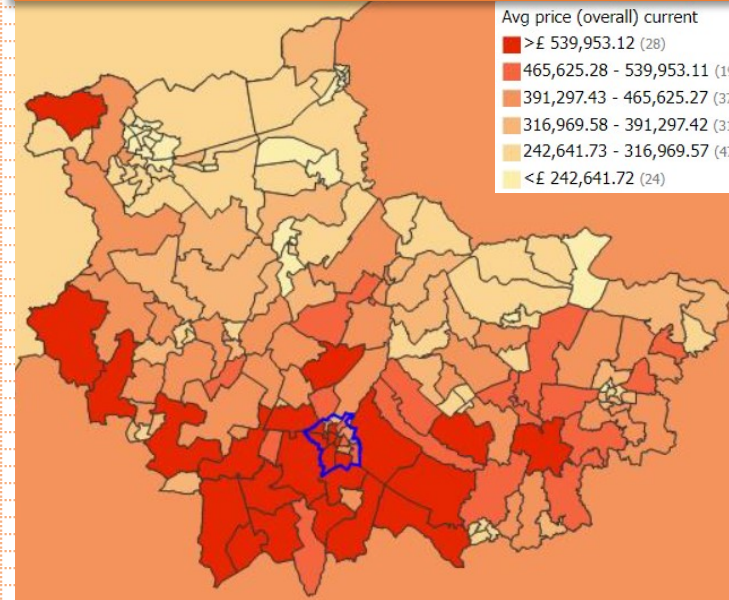 Avg price (overall) current
>£ 539,953.12 (28)
465,625.28 - 539,953.11
391,297.43 - 465,625.27
316,969.58 - 391,297.42
242,641.73 - 316,969.57
<£ 242,641.72 (24)